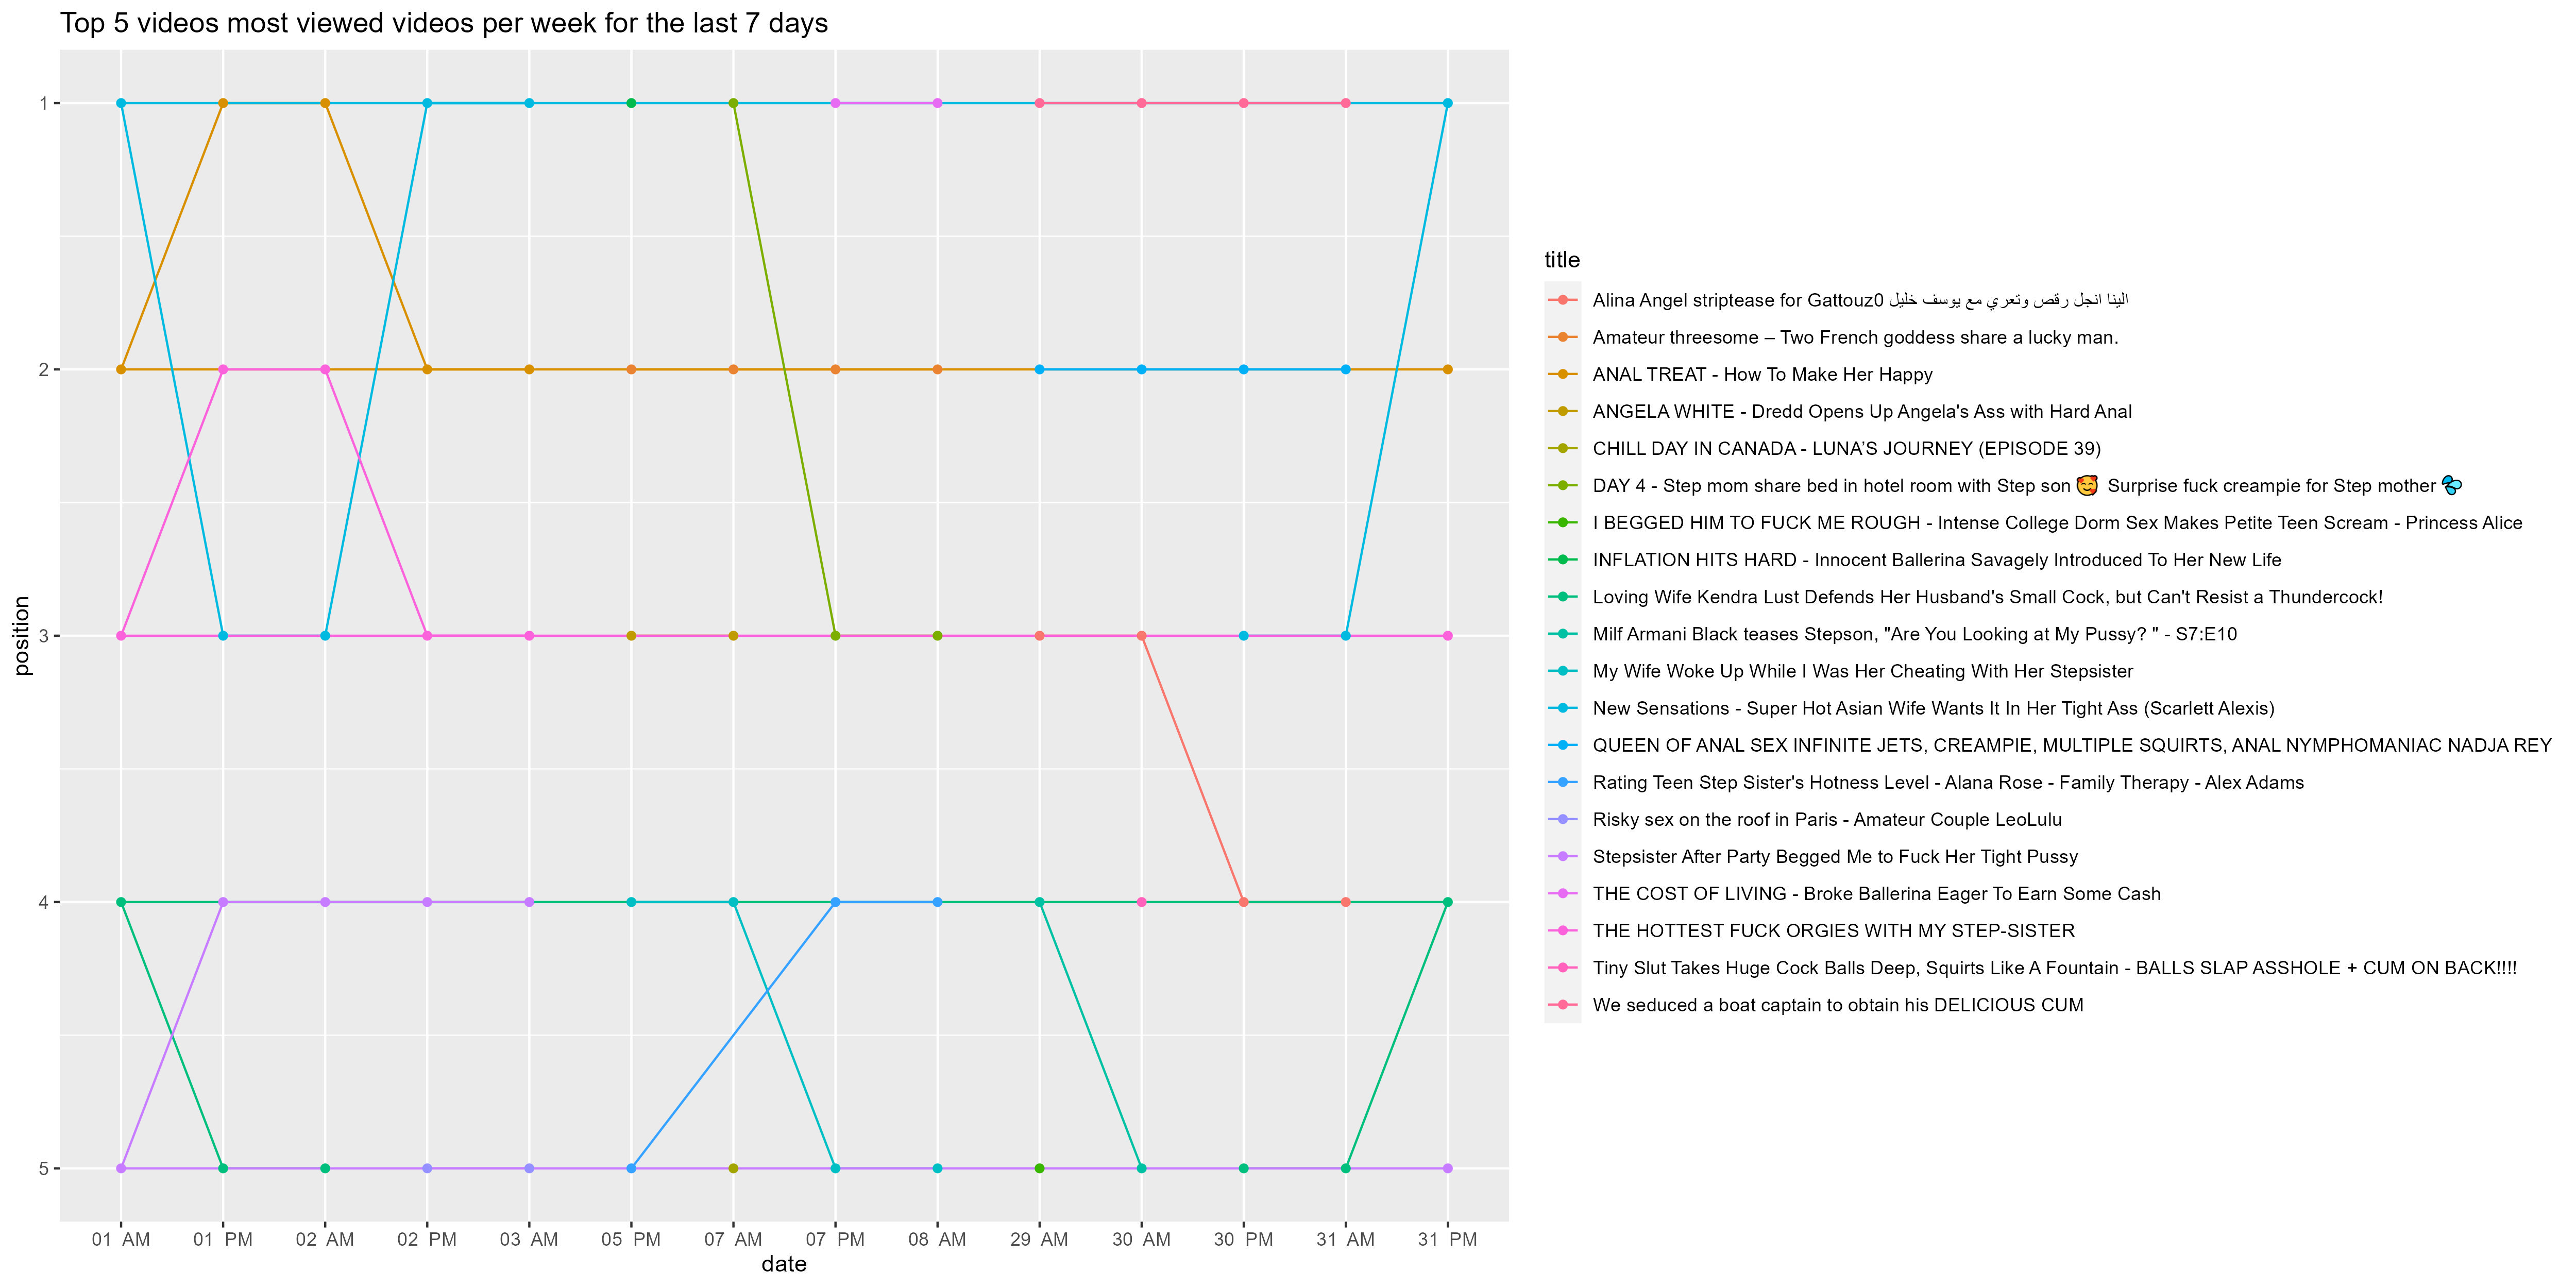 Top 5 videos most viewed videos per week for the last 7 days
position
1
2
3
4
5
01 AM 01 PM 02 AM 02 PM 03 AM 05 PM 07 AM 07 PM 08 AM 29 AM 30 AM 30 PM 31 AM 31 PM
date
title
Alina Angel striptease for Gattouz0 الينا انجل رقص وتعري مع يوسف خليل
Amateur threesome – Two French goddess share a lucky man.
ANAL TREAT - How To Make Her Happy
ANGELA WHITE - Dredd Opens Up Angela's Ass with Hard Anal
CHILL DAY IN CANADA - LUNA’S JOURNEY (EPISODE 39)
DAY 4 - Step mom share bed in hotel room with Step son 🥰 Surprise fuck creampie for Step mother 💦
I BEGGED HIM TO FUCK ME ROUGH - Intense College Dorm Sex Makes Petite Teen Scream - Princess Alice
INFLATION HITS HARD - Innocent Ballerina Savagely Introduced To Her New Life
Loving Wife Kendra Lust Defends Her Husband's Small Cock, but Can't Resist a Thundercock!
Milf Armani Black teases Stepson, "Are You Looking at My Pussy? " - S7:E10
My Wife Woke Up While I Was Her Cheating With Her Stepsister
New Sensations - Super Hot Asian Wife Wants It In Her Tight Ass (Scarlett Alexis)
QUEEN OF ANAL SEX INFINITE JETS, CREAMPIE, MULTIPLE SQUIRTS, ANAL NYMPHOMANIAC NADJA REY
Rating Teen Step Sister's Hotness Level - Alana Rose - Family Therapy - Alex Adams
Risky sex on the roof in Paris - Amateur Couple LeoLulu
Stepsister After Party Begged Me to Fuck Her Tight Pussy
THE COST OF LIVING - Broke Ballerina Eager To Earn Some Cash
THE HOTTEST FUCK ORGIES WITH MY STEP-SISTER
Tiny Slut Takes Huge Cock Balls Deep, Squirts Like A Fountain - BALLS SLAP ASSHOLE + CUM ON BACK!!!!
We seduced a boat captain to obtain his DELICIOUS CUM